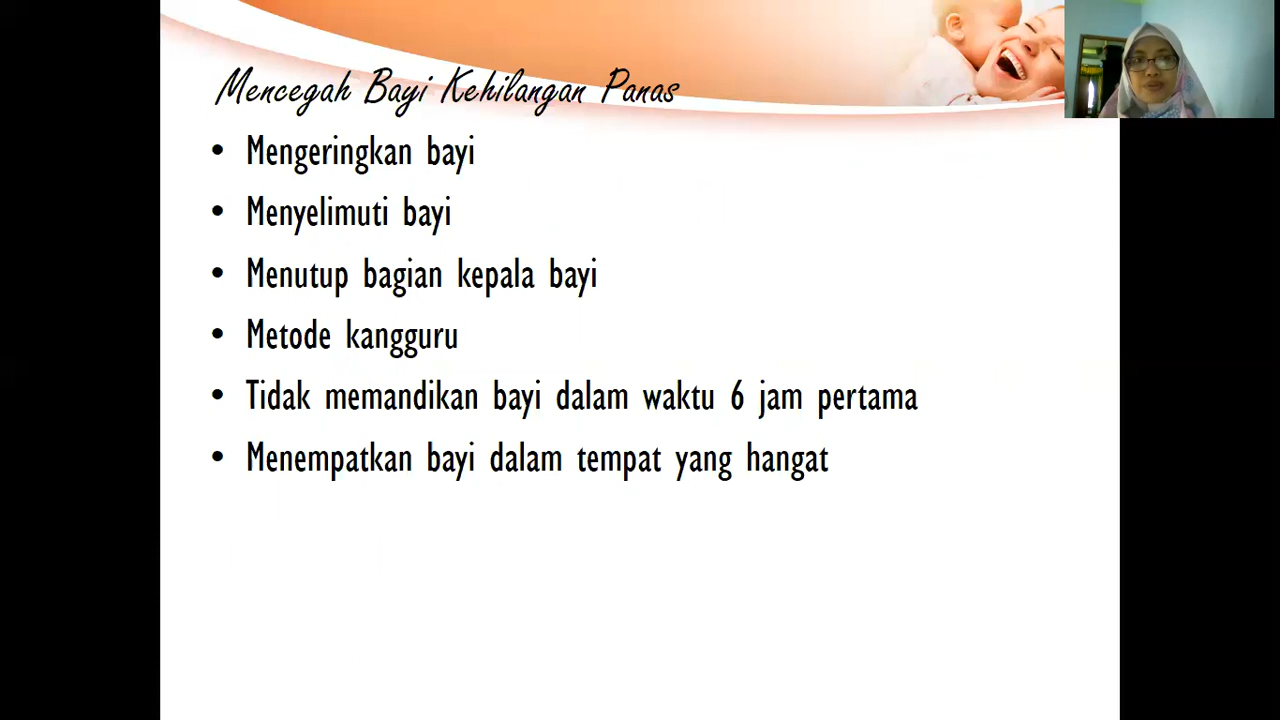 Mencegah Bayi Kehilangan Panas
• Mengeringkan bayi
• Menyelimuti bayi
• Menutup bagian kepala bayi
• Metode kangguru
• Tidak memandikan bayi dalam waktu 6 jam pertama
• Menempatkan bayi dalam tempat yang hangat